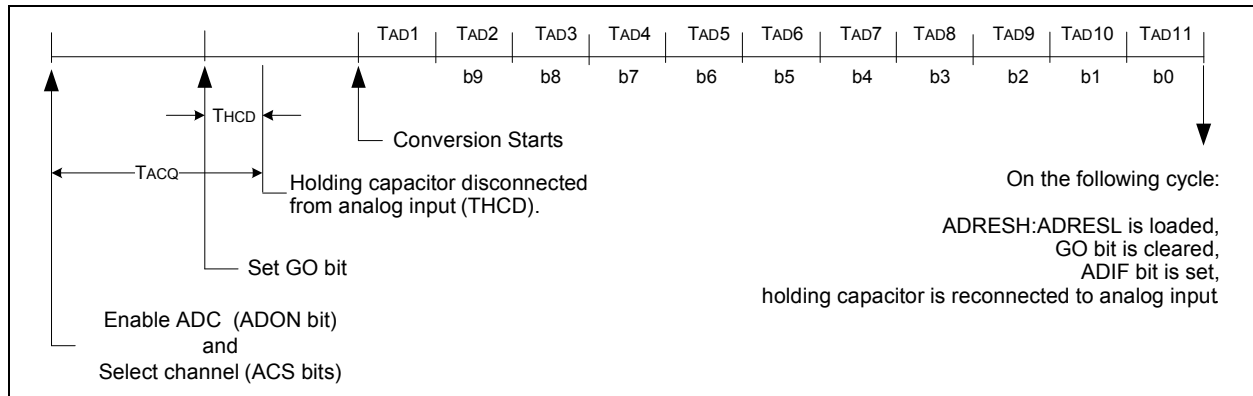 TAD1 TAD2 TAD3 TAD4 TAD5 TAD6 TAD7 TAD8 TAD9 TAD10 TAD11
b9 b8 b7 b6 b5 b4 b3 b2 b1 b0
THCD
Conversion Starts
TACQ
Holding capacitor disconnected
from analog input (THCD).
Set GO bit
Enable ADC (ADON bit)
and
Select channel (ACS bits)
On the following cycle:
ADRESH:ADRESL is loaded,
GO bit is cleared,
ADIF bit is set,
holding capacitor is reconnected to analog input